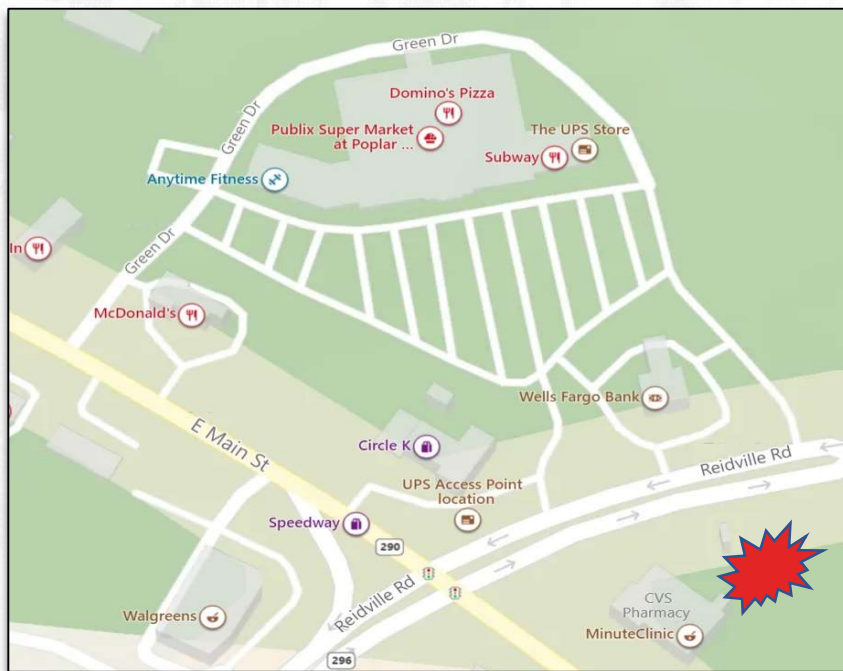 Green Dr
Domino's Pizza
Green Dr
Publix Super Market
at Poplar ...
The UPS Store
Subway
Anytime Fitness
Green Dr
In
McDonald's
Wells Fargo Bank
E Main St
Circle K
Reidville Rd
UPS Access Point
location
Speedway
290
Reidville Rd
CVS
Pharmacy
Walgreens
MinuteClinic
296